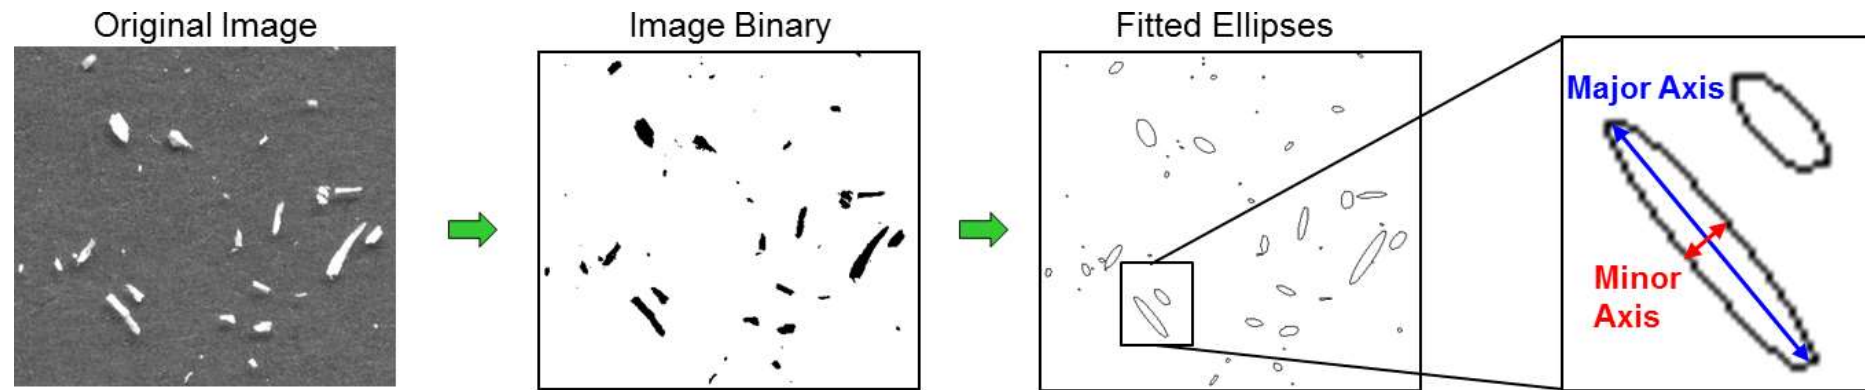 Original Image
Image Binary
Fitted Ellipses
Major Axis
Minor
Axis